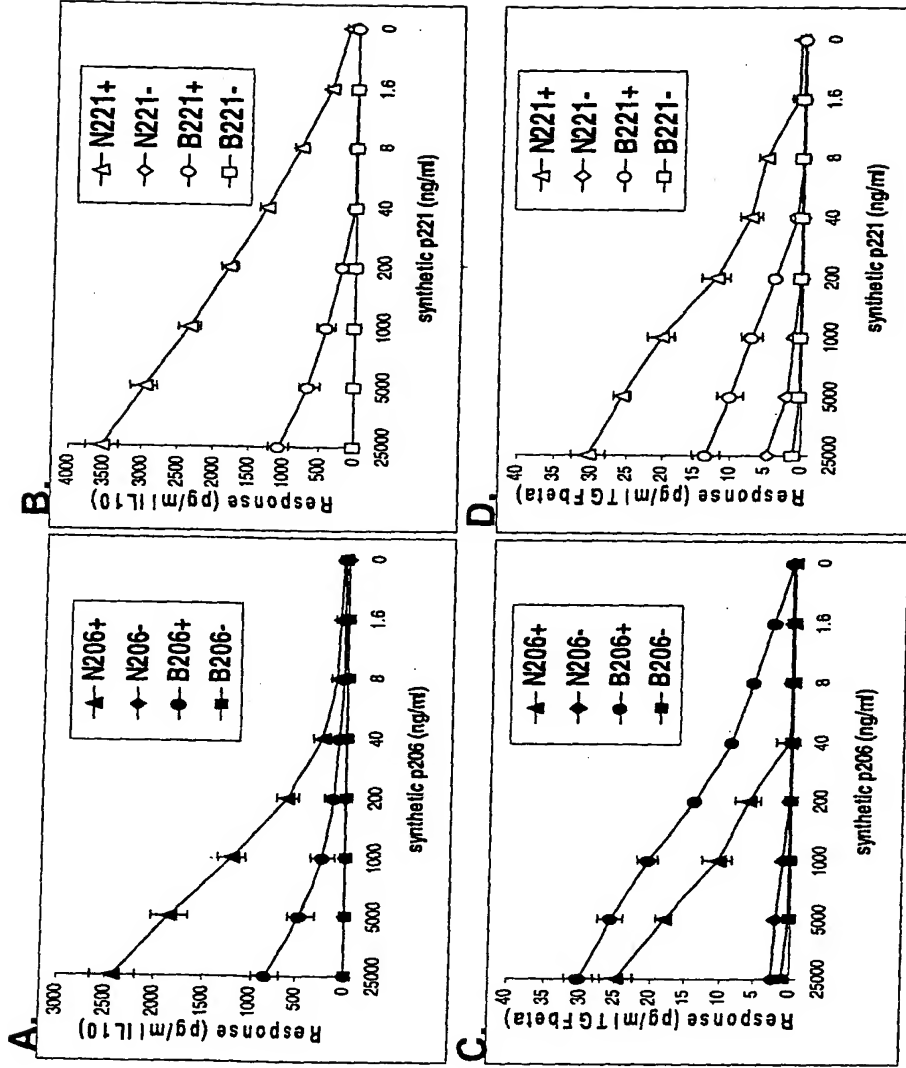 A.
Response (pg/ml IL10)
3000
2500
2000
1500
1000
500
0
25000 5000 1000 200 40 8 1.6 0
synthetic p206 (ng/ml)
N206+
N206-
B206+
B206-
B.
Response (pg/ml IL10)
4000
3500
3000
2500
2000
1500
1000
500
0
25000 5000 1000 200 40 8 1.6 0
synthetic p221 (ng/ml)
N221+
N221-
B221+
B221-
C.
Response (pg/ml TGFbeta)
40
35
30
25
20
15
10
5
0
25000 5000 1000 200 40 8 1.6 0
synthetic p206 (ng/ml)
N206+
N206-
B206+
B206-
D.
Response (pg/ml TGFbeta)
40
35
30
25
20
15
10
5
0
25000 5000 1000 200 40 8 1.6 0
synthetic p221 (ng/ml)
N221+
N221-
B221+
B221-